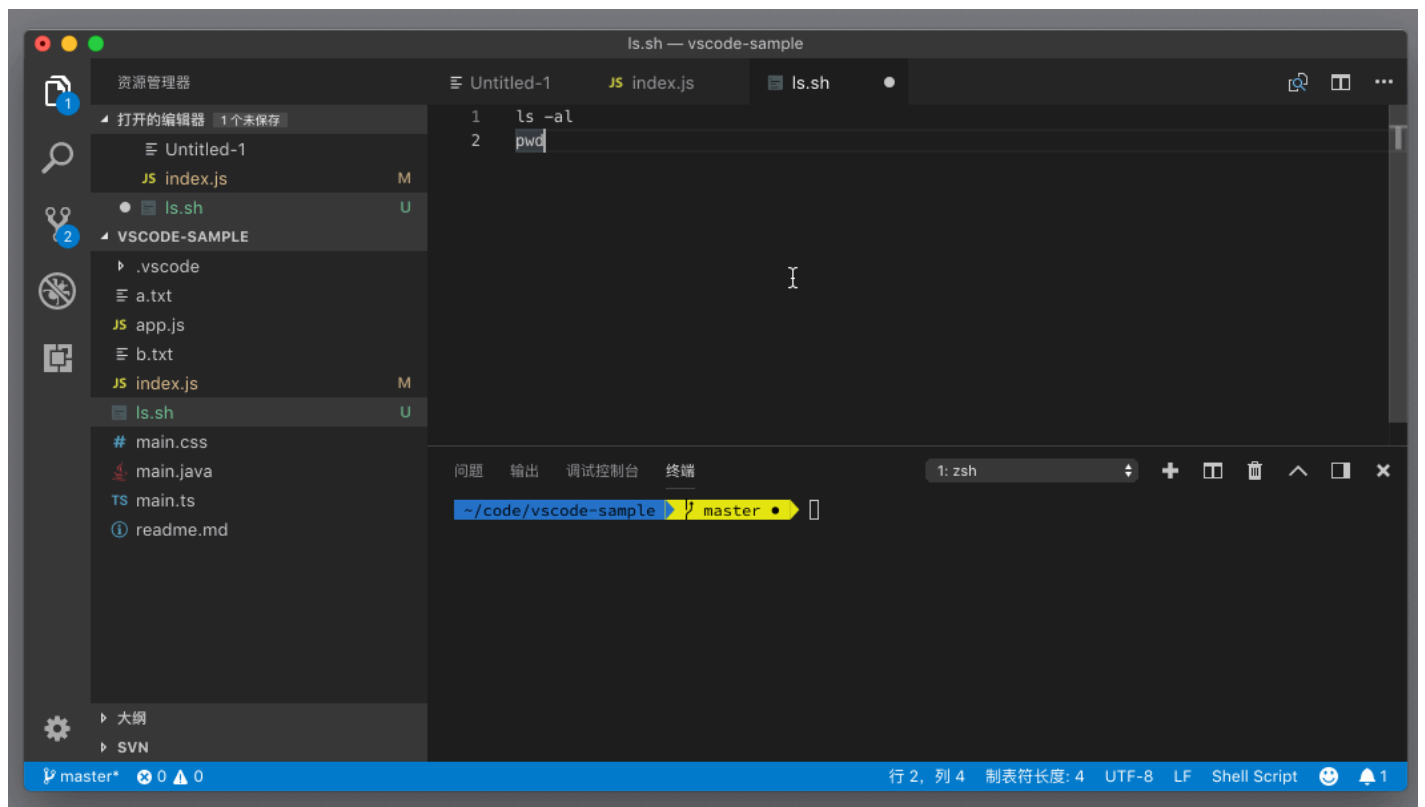 ls.sh — vscode-sample
资源管理器
Untitled-1
JS index.js
ls.sh
1
打开的编辑器 1 个未保存
Untitled-1
JS index.js M
ls.sh U
2
VSCODE-SAMPLE
.vscode
a.txt
JS app.js
b.txt
JS index.js M
ls.sh U
# main.css
main.java
TS main.ts
readme.md
大纲
SVN
1 ls -al
2 pwd
问题 输出 调试控制台 终端 1: zsh
~/code/vscode-sample master
master* 0 0 行 2, 列 4 制表符长度: 4 UTF-8 LF Shell Script 1